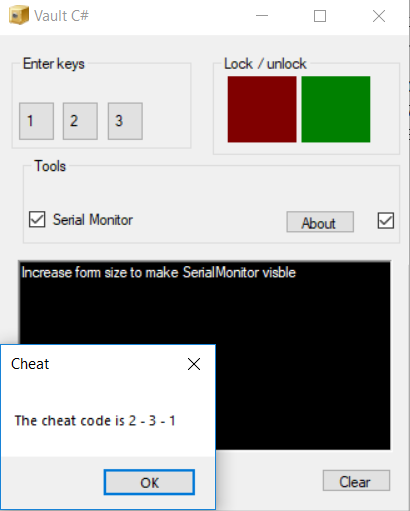 Vault C#
Enter keys
Lock / unlock
1 2 3
Tools
Serial Monitor
About
Increase form size to make SerialMonitor visble
Cheat
The cheat code is 2 - 3 - 1
OK
Clear